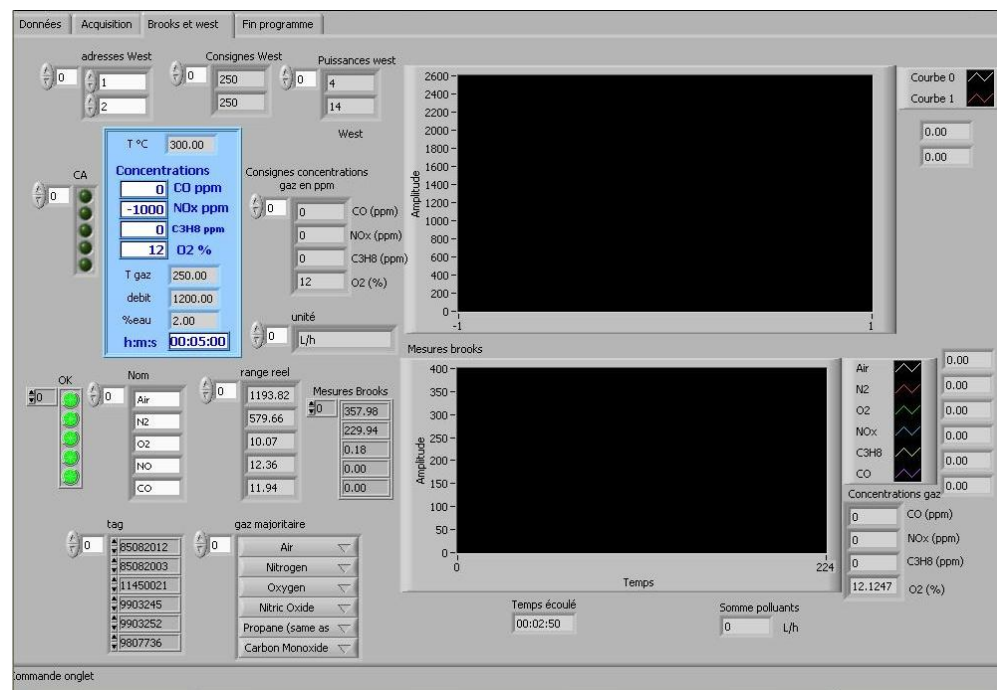 Données Acquisition Brooks et west Fin programme
adresses West Consignes West Puissances west
0 1 0 250 0 4
2 250 14
West
T °C 300.00
Concentrations
0 CO ppm
-1000 NOx ppm
0 C3H8 ppm
12 O2 %
T gaz 250.00
debit 1200.00
%eau 2.00
h:m:s 00:05:00
CA
0
Consignes concentrations
gaz en ppm
0 0 CO (ppm)
0 NOx (ppm)
0 C3H8 (ppm)
12 O2 (%)
unité
0 L/h
Amplitude
2600
2400
2200
2000
1800
1600
1400
1200
1000
800
600
400
200
0
-1 1
Courbe 0
Courbe 1
0.00
0.00
OK
0
Nom
0 Air
N2
O2
NO
CO
range reel
0 1193.82
579.66
10.07
12.36
11.94
Mesures Brooks
0 357.98
229.94
0.18
0.00
0.00
Mesures brooks
Amplitude
400
350
300
250
200
150
100
50
0
0 224
Temps
Air
N2
O2
NOx
C3H8
CO
0.00
0.00
0.00
0.00
0.00
0.00
Concentrations gaz
0 CO (ppm)
0 NOx (ppm)
0 C3H8 (ppm)
12.1247 O2 (%)
tag
0 85082012
85082003
11450021
9903245
9903252
9807736
gaz majoritaire
0 Air
Nitrogen
Oxygen
Nitric Oxide
Propane (same as
Carbon Monoxide
Temps écoulé
00:02:50
Somme polluants
0 L/h
Commande onglet